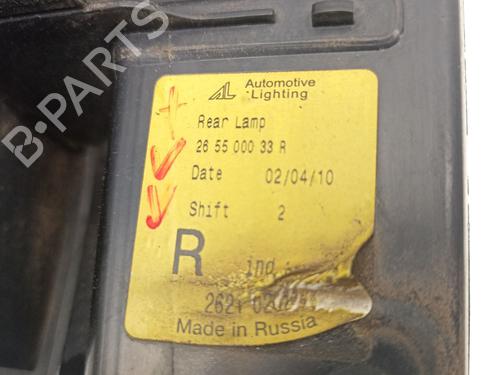 AL Automotive Lighting
Rear Lamp
26 55 000 33 R
Date 02/04/10
Shift 2
R ind
Made in Russia
B-PARTS